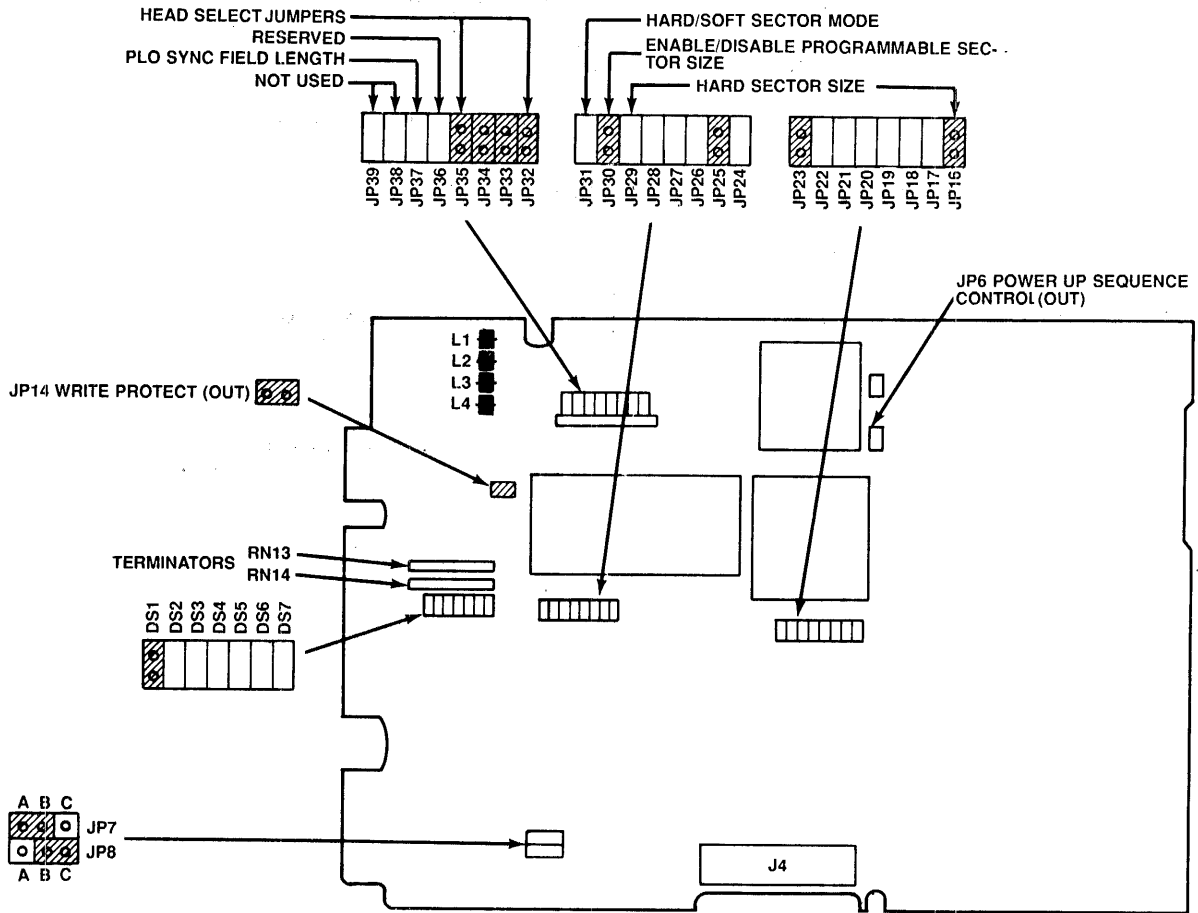 HEAD SELECT JUMPERS
RESERVED
PLO SYNC FIELD LENGTH
NOT USED
HARD/SOFT SECTOR MODE
ENABLE/DISABLE PROGRAMMABLE SEC-
TOR SIZE
HARD SECTOR SIZE
JP39
JP38
JP37
JP36
JP35
JP34
JP33
JP32
JP31
JP30
JP29
JP28
JP27
JP26
JP25
JP24
JP23
JP22
JP21
JP20
JP19
JP18
JP17
JP16
JP6 POWER UP SEQUENCE
CONTROL (OUT)
L1
L2
L3
L4
JP14 WRITE PROTECT (OUT)
TERMINATORS
RN13
RN14
DS1
DS2
DS3
DS4
DS5
DS6
DS7
A B C
JP7
JP8
A B C
J4